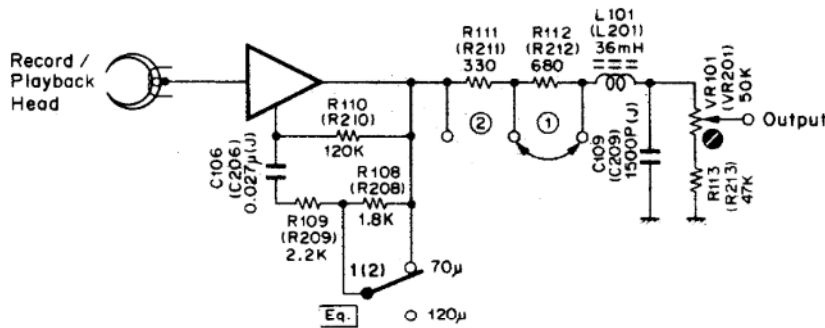 Record /
Playback
Head
R110
(R210)
120K
C106
(C206)
0.027μ(J)
R109
(R209)
2.2K
R108
(R208)
1.8K
1(2)
70μ
Eq.
120μ
R111
(R211)
330
②
R112
(R212)
680
①
L101
(L201)
36mH
C109
(C209)
1500P(J)
VR101
(VR201)
50K
Output
R113
(R213)
47K